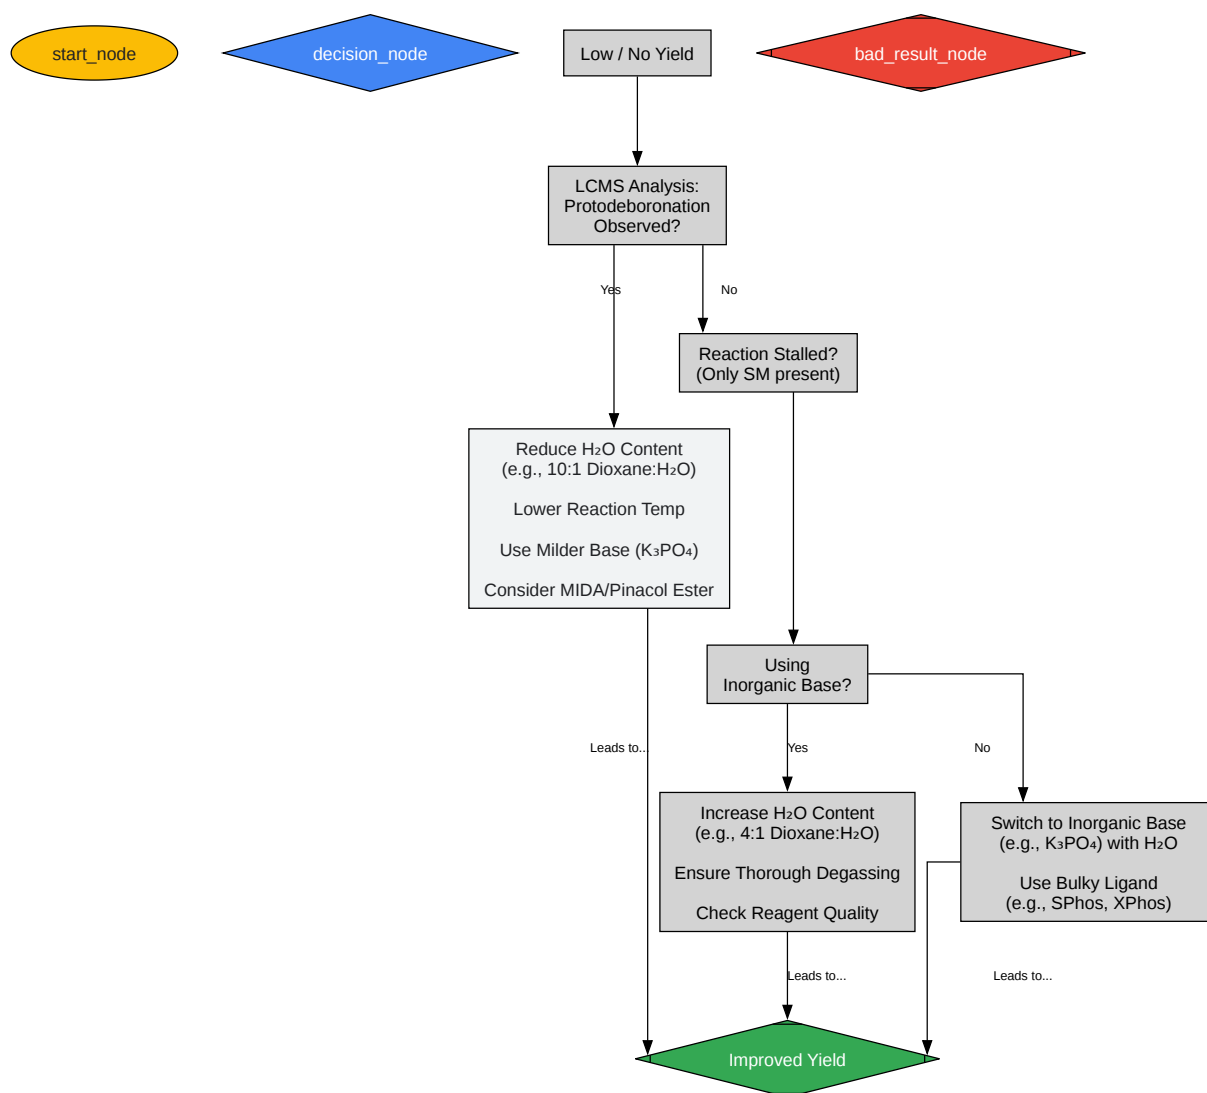 start_node
decision_node
Low / No Yield
bad_result_node
LCMS Analysis:
Protodeboronation
Observed?
Yes
No
Reaction Stalled?
(Only SM present)
Reduce H₂O Content
(e.g., 10:1 Dioxane:H₂O)
Lower Reaction Temp
Use Milder Base (K₃PO₄)
Consider MIDA/Pinacol Ester
Using
Inorganic Base?
Leads to...
Yes
No
Increase H₂O Content
(e.g., 4:1 Dioxane:H₂O)
Ensure Thorough Degassing
Check Reagent Quality
Switch to Inorganic Base
(e.g., K₃PO₄) with H₂O
Use Bulky Ligand
(e.g., SPhos, XPhos)
Leads to...
Leads to...
Improved Yield